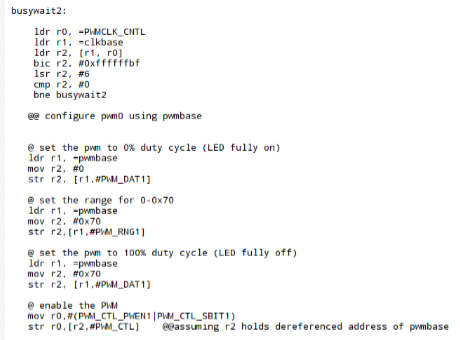 busywait2:
ldr r0, =PWMCLK_CNTL
ldr r1, =clkbase
ldr r2, [r1, r0]
bic r2, #0xffffffbf
lsr r2, #6
cmp r2, #0
bne busywait2
@@ configure pwm0 using pwmbase
@ set the pwm to 0% duty cycle (LED fully on)
ldr r1, =pwmbase
mov r2, #0
str r2, [r1,#PWM_DAT1]
@ set the range for 0-0x70
ldr r1, =pwmbase
mov r2, #0x70
str r2,[r1,#PWM_RNG1]
@ set the pwm to 100% duty cycle (LED fully off)
ldr r1, =pwmbase
mov r2, #0x70
str r2, [r1,#PWM_DAT1]
@ enable the PWM
mov r0,#(PWM_CTL_PWEN1|PWM_CTL_SBIT1)
str r0,[r2,#PWM_CTL] @@assuming r2 holds dereferenced address of pwmbase